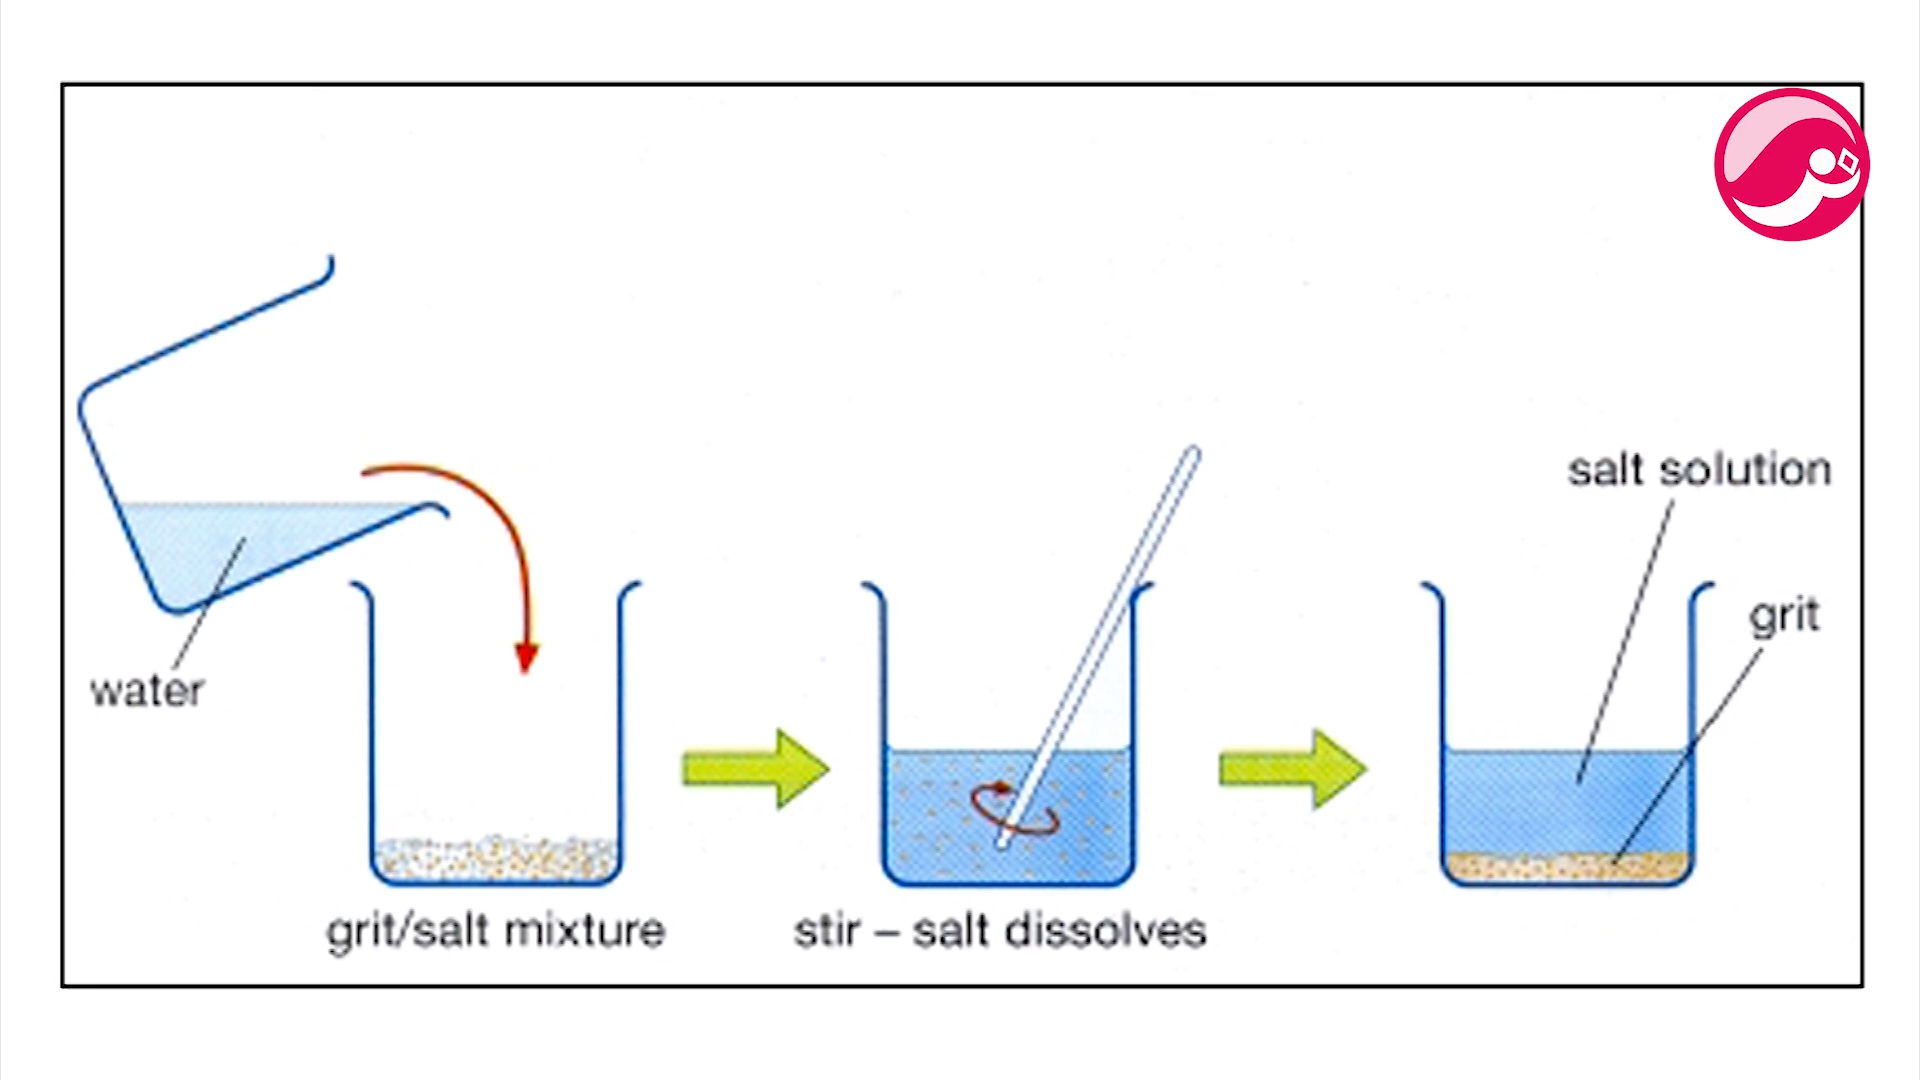 water
grit/salt mixture
stir – salt dissolves
salt solution
grit